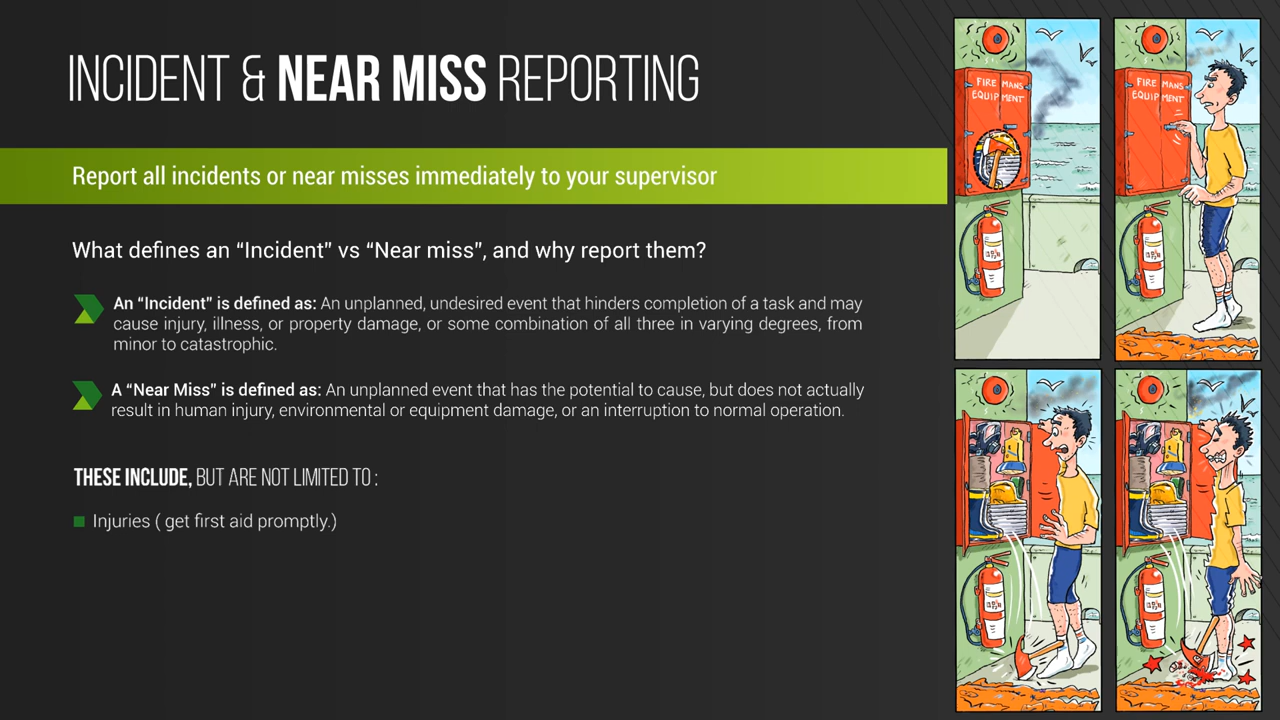 INCIDENT & NEAR MISS REPORTING
Report all incidents or near misses immediately to your supervisor
What defines an “Incident” vs “Near miss”, and why report them?
An “Incident” is defined as: An unplanned, undesired event that hinders completion of a task and may
cause injury, illness, or property damage, or some combination of all three in varying degrees, from
minor to catastrophic.
A “Near Miss” is defined as: An unplanned event that has the potential to cause, but does not actually
result in human injury, environmental or equipment damage, or an interruption to normal operation.
THESE INCLUDE, BUT ARE NOT LIMITED TO :
Injuries ( get first aid promptly.)
FIRE MANS
EQUIPMENT
FIRE MANS
EQUIPMENT